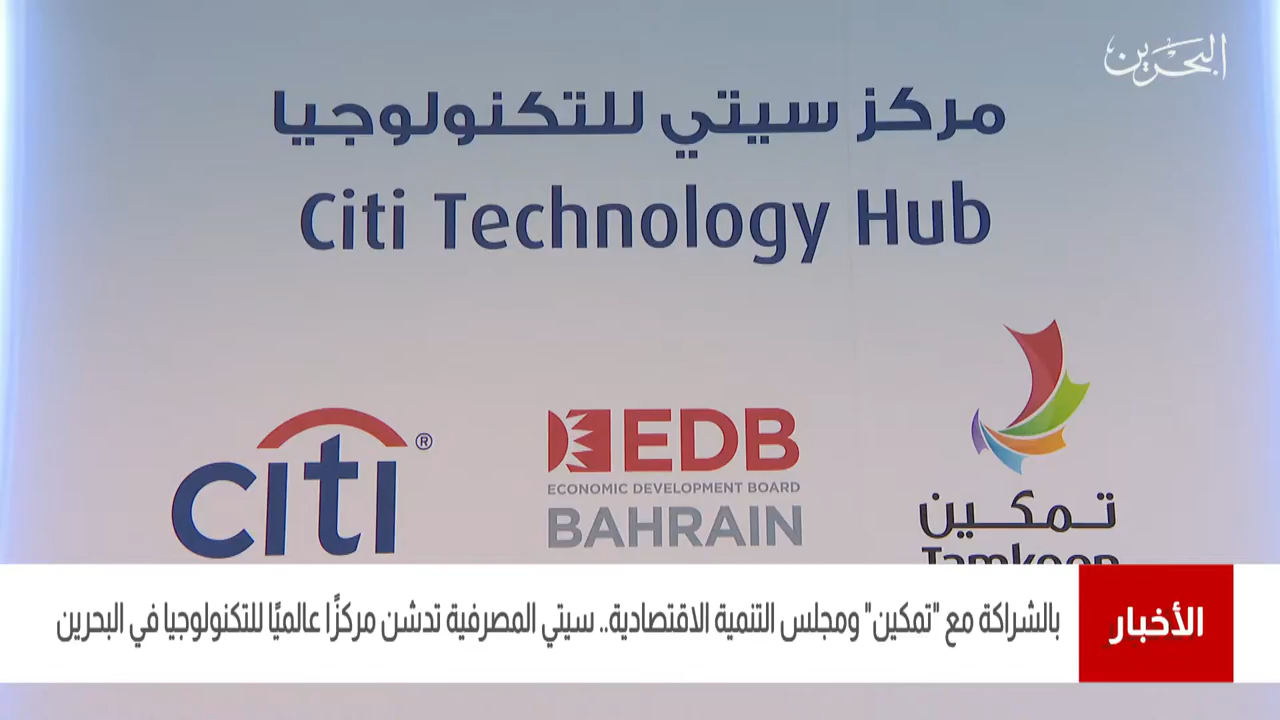 البحرين
مركز سيتي للتكنولوجيا
Citi Technology Hub
citi®
EDB
ECONOMIC DEVELOPMENT BOARD
BAHRAIN
تمكين
Tamkeen
الأخبار
بالشراكة مع "تمكين" ومجلس التنمية الاقتصادية.. سيتي المصرفية تدشن مركزًا عالميًا للتكنولوجيا في البحرين